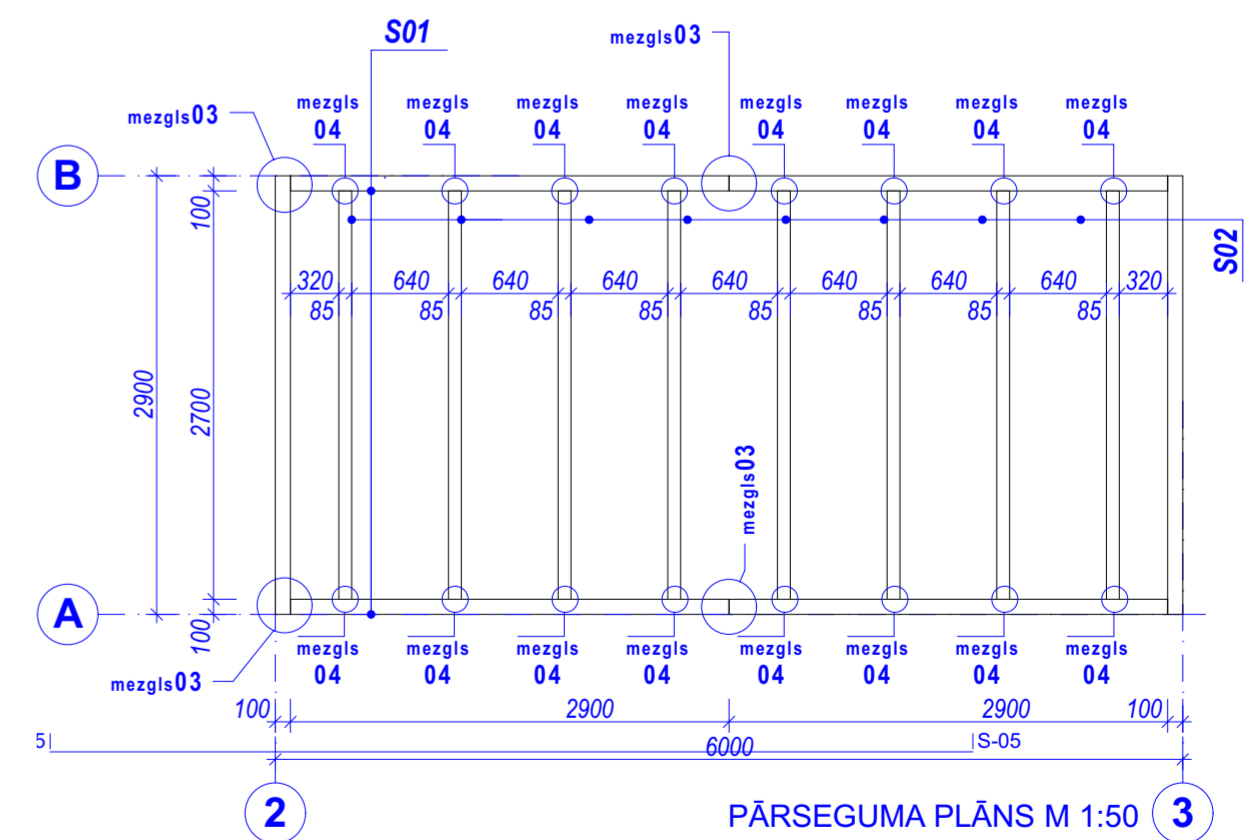 S01
mezgls03
mezgls03
mezgls mezgls mezgls mezgls mezgls mezgls mezgls mezgls
04 04 04 04 04 04 04 04
B
100
S02
320 640 640 640 640 640 640 640 320
85 85 85 85 85 85 85 85
2900
2700
mezgls03
A
100
mezgls mezgls mezgls mezgls mezgls mezgls mezgls mezgls
04 04 04 04 04 04 04 04
mezgls03
100 2900 2900 100
5 S-05
6000
2 PĀRSEGUMA PLĀNS M 1:50 3